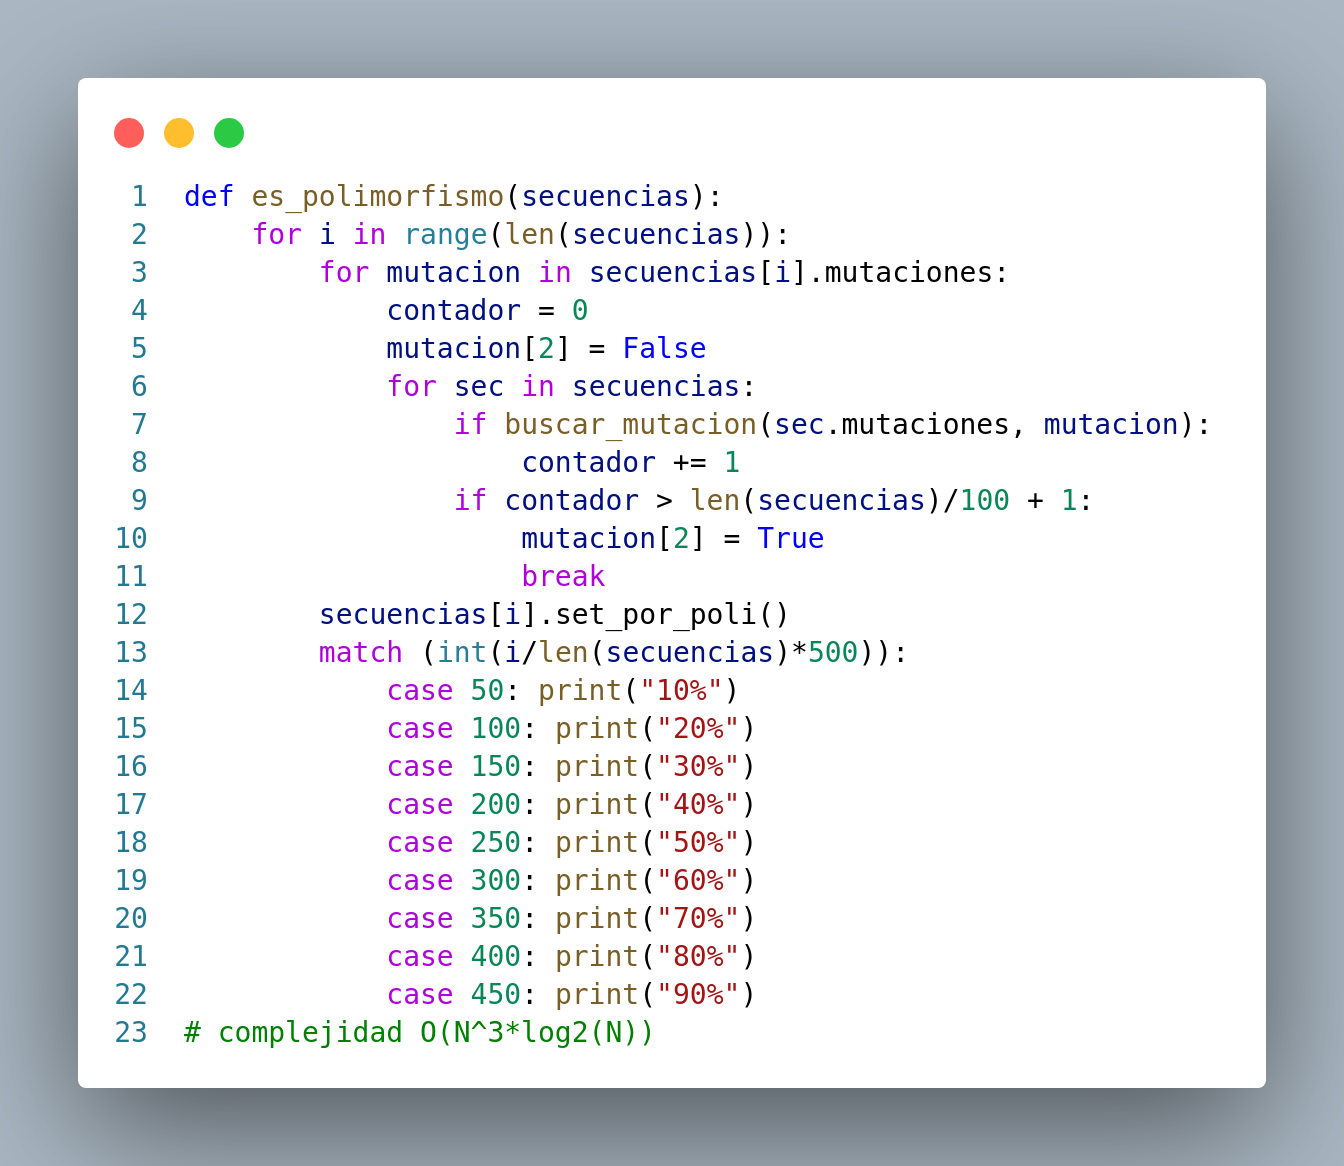 1 def es_polimorfismo(secuencias):
2     for i in range(len(secuencias)):
3         for mutacion in secuencias[i].mutaciones:
4             contador = 0
5             mutacion[2] = False
6             for sec in secuencias:
7                 if buscar_mutacion(sec.mutaciones, mutacion):
8                     contador += 1
9                 if contador > len(secuencias)/100 + 1:
10                     mutacion[2] = True
11                     break
12         secuencias[i].set_por_poli()
13         match (int(i/len(secuencias)*500)):
14             case 50: print("10%")
15             case 100: print("20%")
16             case 150: print("30%")
17             case 200: print("40%")
18             case 250: print("50%")
19             case 300: print("60%")
20             case 350: print("70%")
21             case 400: print("80%")
22             case 450: print("90%")
23 # complejidad O(N^3*log2(N))